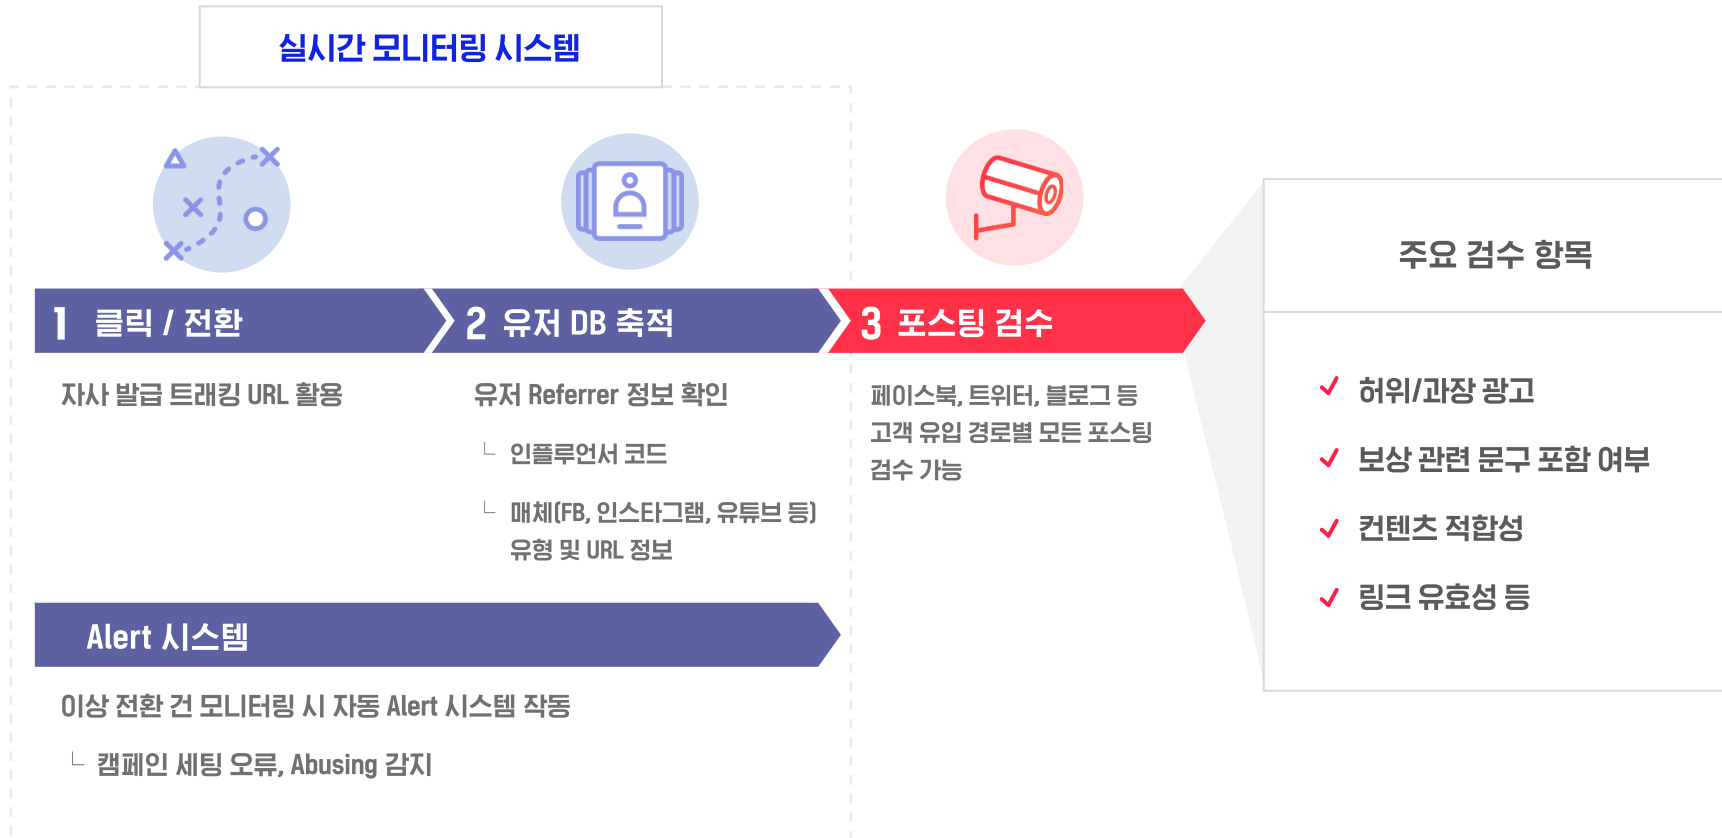 실시간 모니터링 시스템
1 클릭 / 전환
자사 발급 트래킹 URL 활용
2 유저 DB 축적
유저 Referrer 정보 확인
인플루언서 코드
매체(FB, 인스타그램, 유튜브 등)
유형 및 URL 정보
3 포스팅 검수
페이스북, 트위터, 블로그 등
고객 유입 경로별 모든 포스팅
검수 가능
Alert 시스템
이상 전환 건 모니터링 시 자동 Alert 시스템 작동
캠페인 세팅 오류, Abusing 감지
주요 검수 항목
허위/과장 광고
보상 관련 문구 포함 여부
컨텐츠 적합성
링크 유효성 등